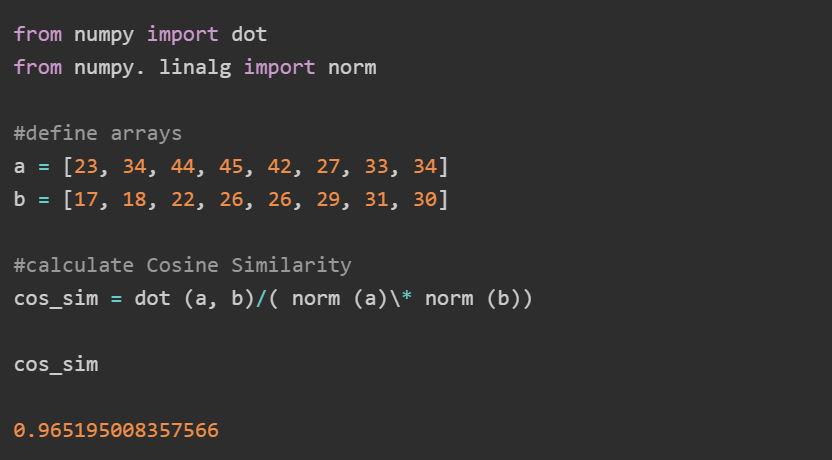 from numpy import dot
from numpy. linalg import norm
#define arrays
a = [23, 34, 44, 45, 42, 27, 33, 34]
b = [17, 18, 22, 26, 26, 29, 31, 30]
#calculate Cosine Similarity
cos_sim = dot (a, b)/( norm (a)\* norm (b))
cos_sim
0.965195008357566